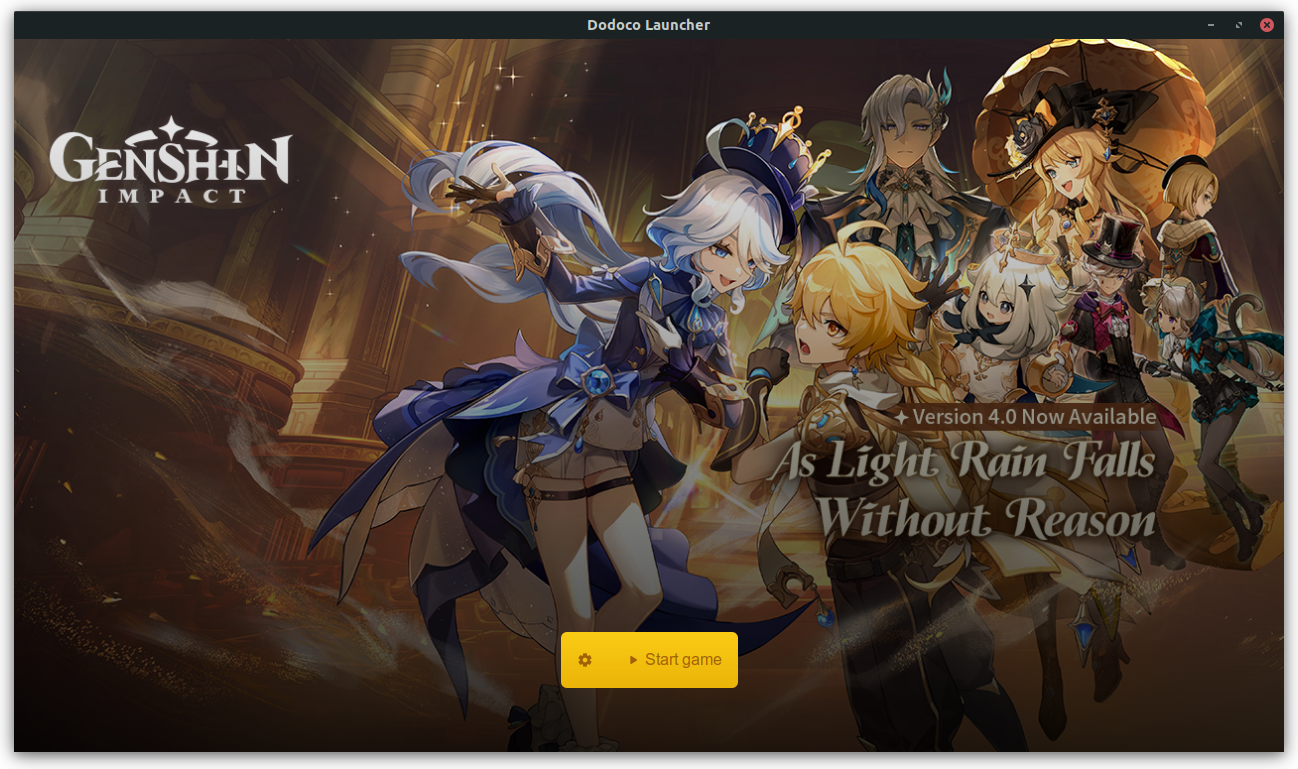 Dodoco Launcher
GENSHIN
IMPACT
Version 4.0 Now Available
As Light Rain Falls
Without Reason
Start game